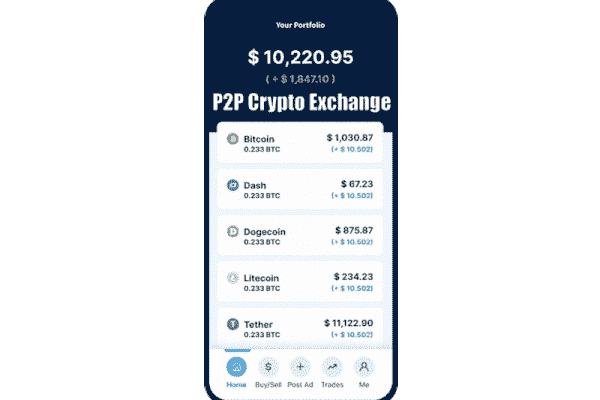 Your Portfolio
$ 10,220.95
( + $ 1,847.10 )
P2P Crypto Exchange
Bitcoin $ 1,030.87
0.233 BTC (+ $ 10.502)
Dash $ 67.23
0.233 BTC (+ $ 10.502)
Dogecoin $ 875.87
0.233 BTC (+ $ 10.502)
Litecoin $ 234.23
0.233 BTC (+ $ 10.502)
Tether $ 11,122.90
0.233 BTC (+ $ 10.502)
Home Buy/Sell Post Ad Trades Me